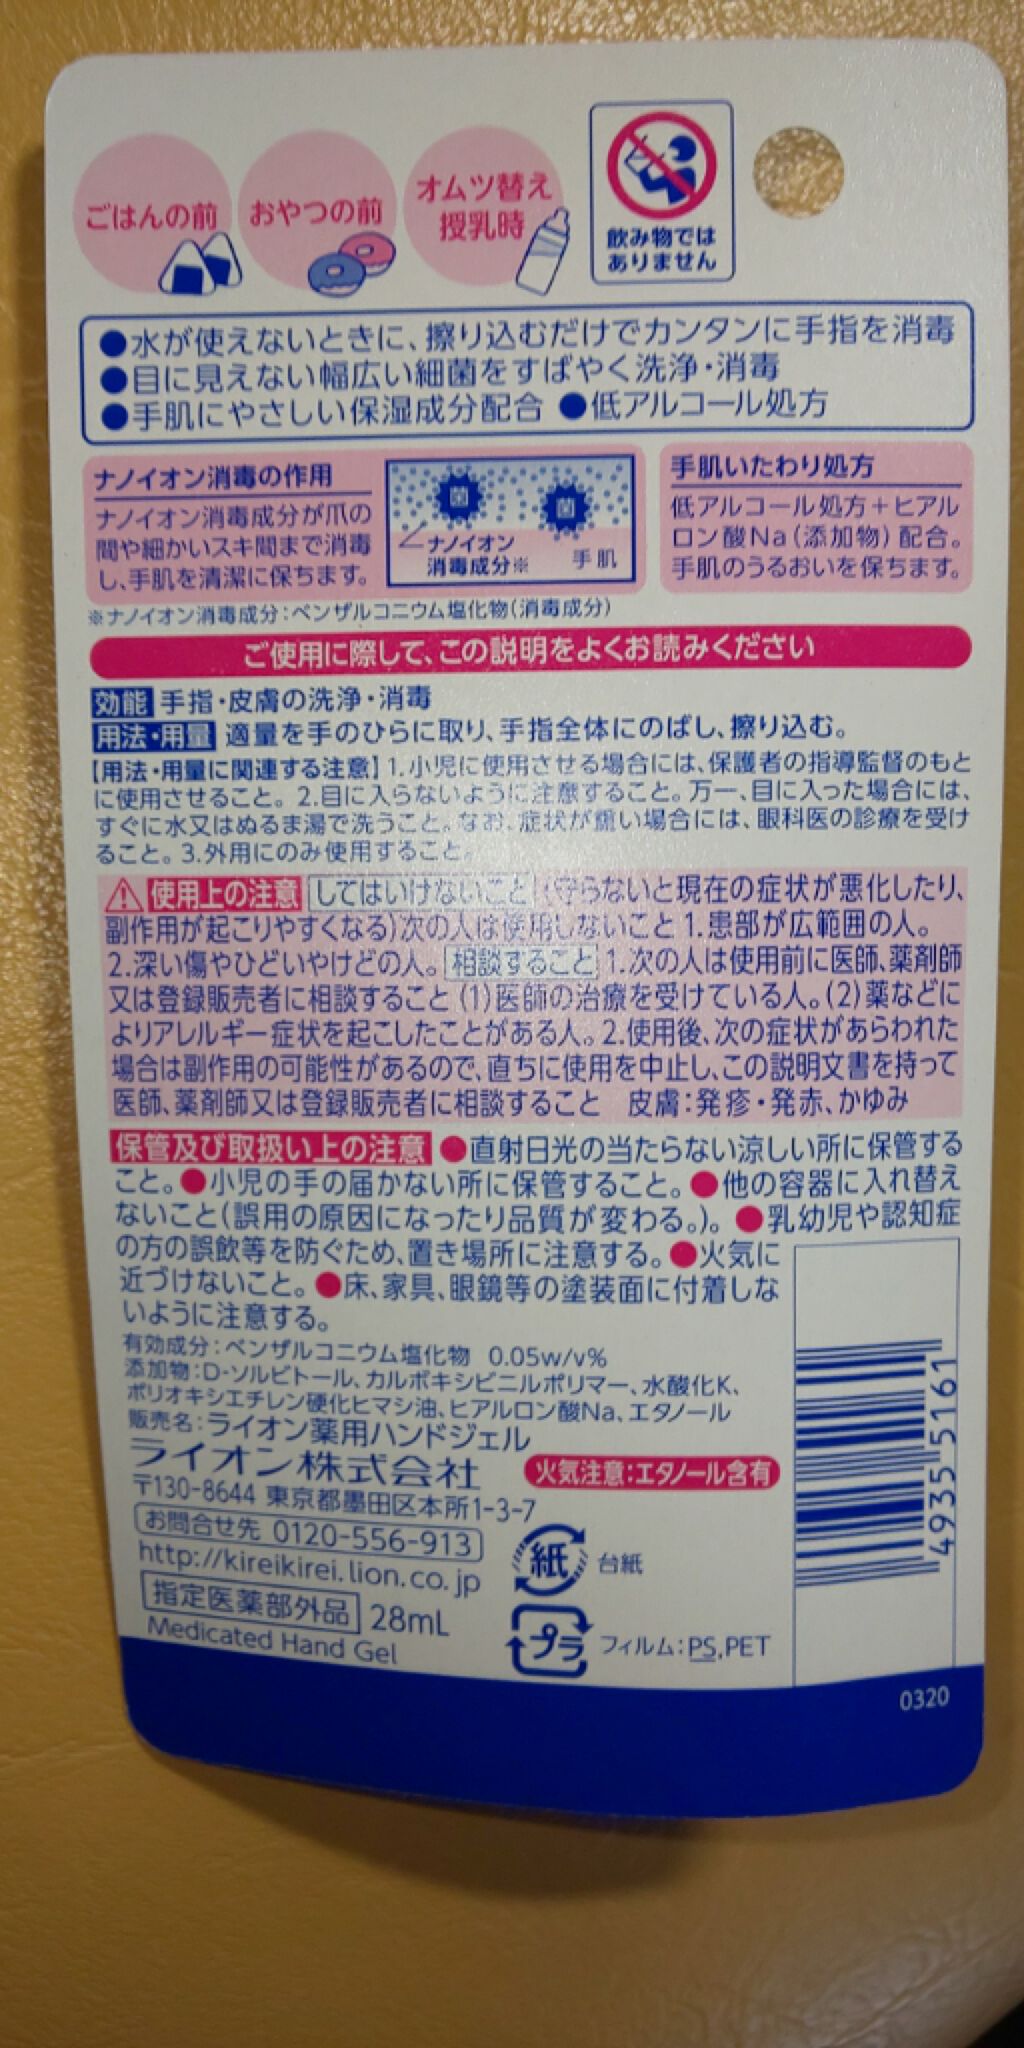 ごはんの前
おやつの前
オムツ替え
授乳時
飲み物では
ありません
●水が使えないときに、擦り込むだけでカンタンに手指を消毒
●目に見えない幅広い細菌をすばやく洗浄・消毒
●手肌にやさしい保湿成分配合 ●低アルコール処方
ナノイオン消毒の作用
ナノイオン消毒成分が爪の
間や細かいスキ間まで消毒
し、手肌を清潔に保ちます。
菌
菌
ナノイオン
消毒成分※
手肌
手肌いたわり処方
低アルコール処方＋ヒアル
ロン酸Na（添加物）配合。
手肌のうるおいを保ちます。
※ナノイオン消毒成分：ベンザルコニウム塩化物（消毒成分）
ご使用に際して、この説明をよくお読みください
効能 手指・皮膚の洗浄・消毒
用法・用量 適量を手のひらに取り、手指全体にのばし、擦り込む。
【用法・用量に関連する注意】1.小児に使用させる場合には、保護者の指導監督のもと
に使用させること。2.目に入らないように注意すること。万一、目に入った場合には、
すぐに水又はぬるま湯で洗うこと。なお、症状が重い場合には、眼科医の診療を受け
ること。3.外用にのみ使用すること。
使用上の注意 してはいけないこと（守らないと現在の症状が悪化したり、
副作用が起こりやすくなる）次の人は使用しないこと 1.患部が広範囲の人。
2.深い傷やひどいやけどの人。 相談すること 1.次の人は使用前に医師、薬剤師
又は登録販売者に相談すること（1）医師の治療を受けている人。（2）薬などに
よりアレルギー症状を起こしたことがある人。2.使用後、次の症状があらわれた
場合は副作用の可能性があるので、直ちに使用を中止し、この説明文書を持って
医師、薬剤師又は登録販売者に相談すること 皮膚：発疹・発赤、かゆみ
保管及び取扱い上の注意 ●直射日光の当たらない涼しい所に保管する
こと。●小児の手の届かない所に保管すること。●他の容器に入れ替え
ないこと（誤用の原因になったり品質が変わる。）。●乳幼児や認知症
の方の誤飲等を防ぐため、置き場所に注意する。●火気に
近づけないこと。●床、家具、眼鏡等の塗装面に付着しな
いように注意する。
有効成分：ベンザルコニウム塩化物 0.05w/v%
添加物：D-ソルビトール、カルボキシビニルポリマー、水酸化K、
ポリオキシエチレン硬化ヒマシ油、ヒアルロン酸Na、エタノール
販売名：ライオン薬用ハンドジェル
ライオン株式会社
火気注意：エタノール含有
〒130-8644 東京都墨田区本所1-3-7
お問合せ先 0120-556-913
http://kireikirei.lion.co.jp
指定医薬部外品 28mL
Medicated Hand Gel
紙 台紙
プラ フィルム：PS,PET
4935 5161
0320